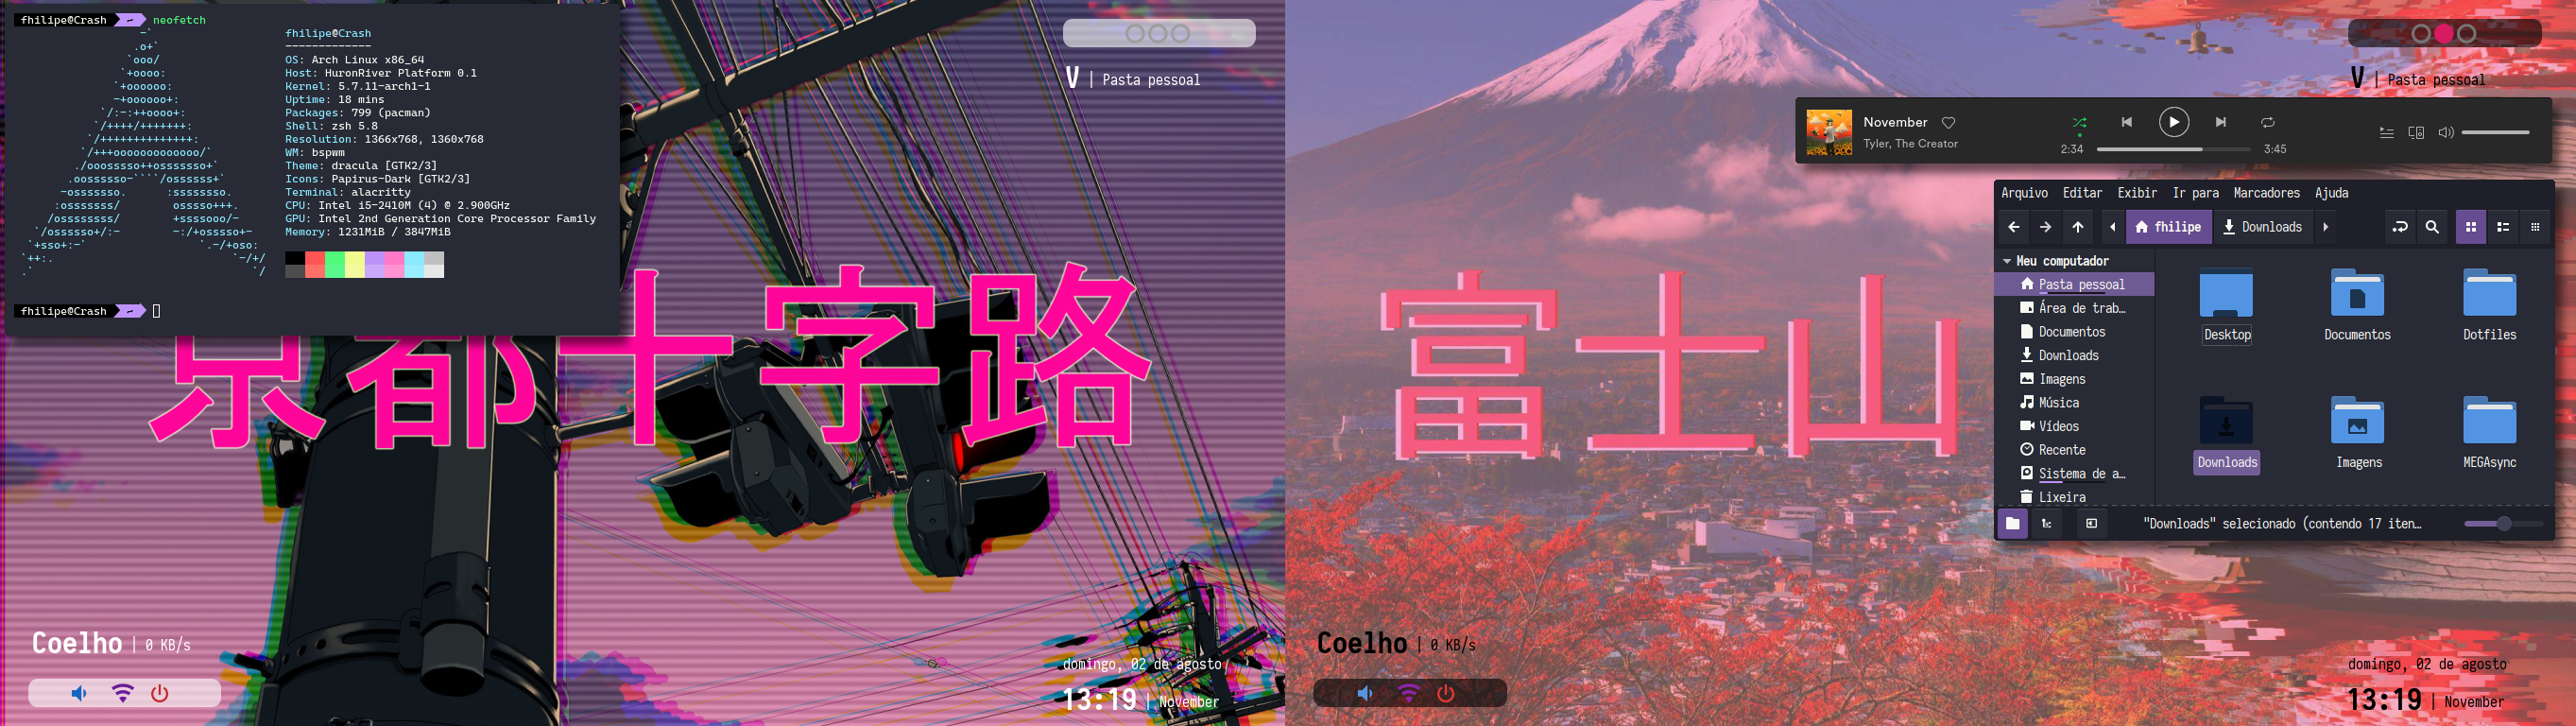 fhilipe@Crash ~ neofetch
fhilipe@Crash
-------------
OS: Arch Linux x86_64
Host: HuronRiver Platform 0.1
Kernel: 5.7.11-arch1-1
Uptime: 18 mins
Packages: 799 (pacman)
Shell: zsh 5.8
Resolution: 1366x768, 1360x768
WM: bspwm
Theme: dracula [GTK2/3]
Icons: Papirus-Dark [GTK2/3]
Terminal: alacritty
CPU: Intel i5-2410M (4) @ 2.900GHz
GPU: Intel 2nd Generation Core Processor Family
Memory: 1231MiB / 3847MiB
fhilipe@Crash ~
V | Pasta pessoal
京都十字路
Coelho | 0 KB/s
domingo, 02 de agosto
13:19 | November
V | Pasta pessoal
November
Tyler, The Creator
2:34
3:45
富士山
Arquivo Editar Exibir Ir para Marcadores Ajuda
fhilipe Downloads
Meu computador
Pasta pessoal
Área de trab…
Documentos
Downloads
Imagens
Música
Vídeos
Recente
Sistema de a…
Lixeira
Desktop Documentos Dotfiles
Downloads Imagens MEGAsync
"Downloads" selecionado (contendo 17 iten…
Coelho | 0 KB/s
domingo, 02 de agosto
13:19 | November